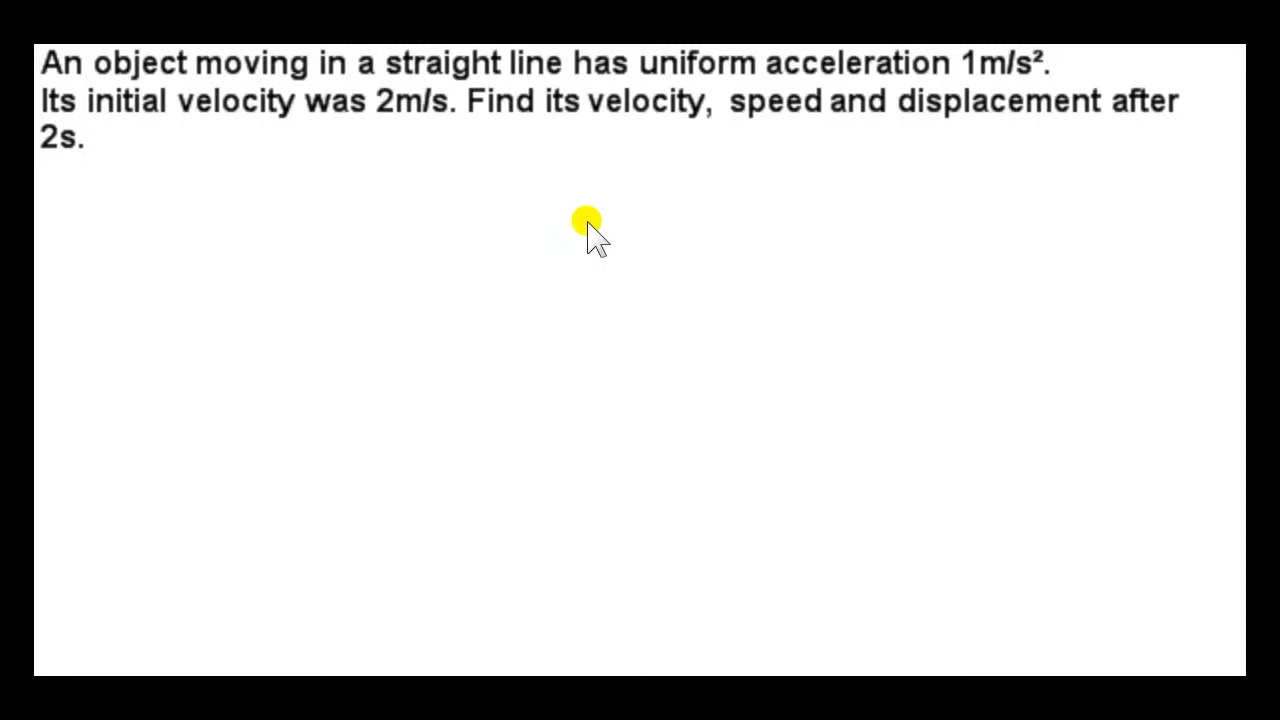 An object moving in a straight line has uniform acceleration 1m/s².
Its initial velocity was 2m/s. Find its velocity,  speed and displacement after
2s.